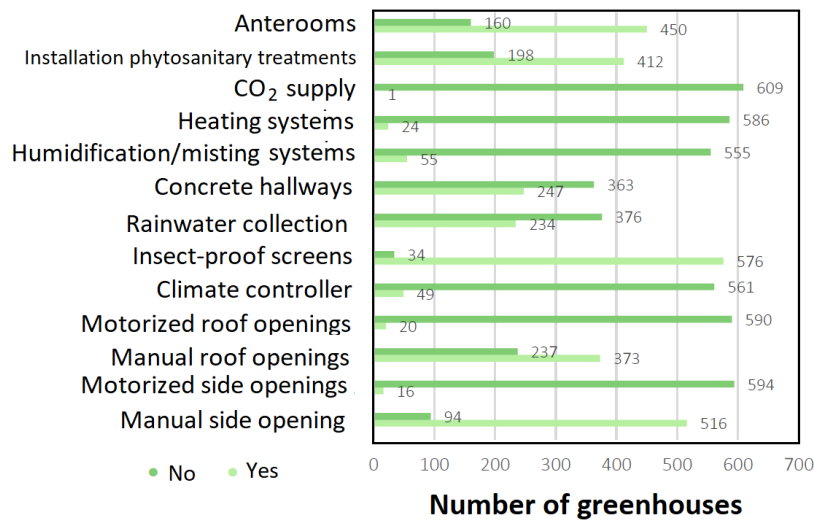 Anterooms 160 450
Installation phytosanitary treatments 198 412
CO2 supply 1 609
Heating systems 24 586
Humidification/misting systems 55 555
Concrete hallways 247 363
Rainwater collection 234 376
Insect-proof screens 34 576
Climate controller 49 561
Motorized roof openings 20 590
Manual roof openings 237 373
Motorized side openings 16 594
Manual side opening 94 516
0 100 200 300 400 500 600 700
No Yes
Number of greenhouses